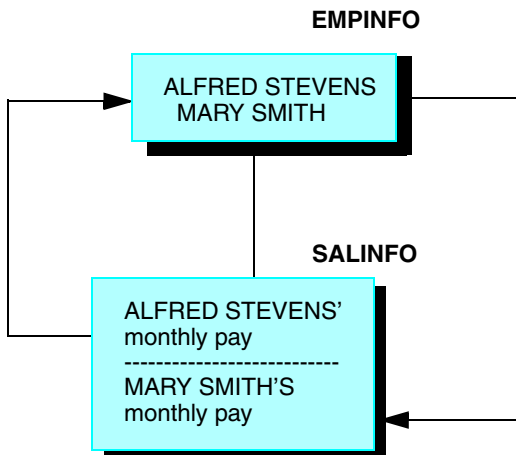 EMPINFO
ALFRED STEVENS
MARY SMITH
SALINFO
ALFRED STEVENS’
monthly pay
---------------------------
MARY SMITH’S
monthly pay